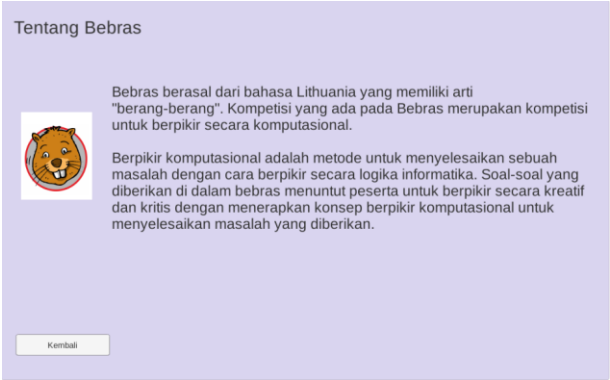 Tentang Bebras
Bebras berasal dari bahasa Lithuania yang memiliki arti
"berang-berang". Kompetisi yang ada pada Bebras merupakan kompetisi
untuk berpikir secara komputasional.
Berpikir komputasional adalah metode untuk menyelesaikan sebuah
masalah dengan cara berpikir secara logika informatika. Soal-soal yang
diberikan di dalam bebras menuntut peserta untuk berpikir secara kreatif
dan kritis dengan menerapkan konsep berpikir komputasional untuk
menyelesaikan masalah yang diberikan.
Kembali